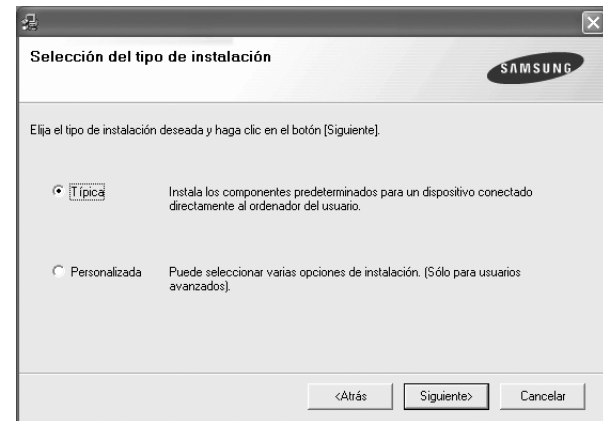 Selección del tipo de instalación
SAMSUNG
Elija el tipo de instalación deseada y haga clic en el botón [Siguiente].
Típica
Instala los componentes predeterminados para un dispositivo conectado
directamente al ordenador del usuario.
Personalizada
Puede seleccionar varias opciones de instalación. (Sólo para usuarios
avanzados).
<Atrás
Siguiente>
Cancelar